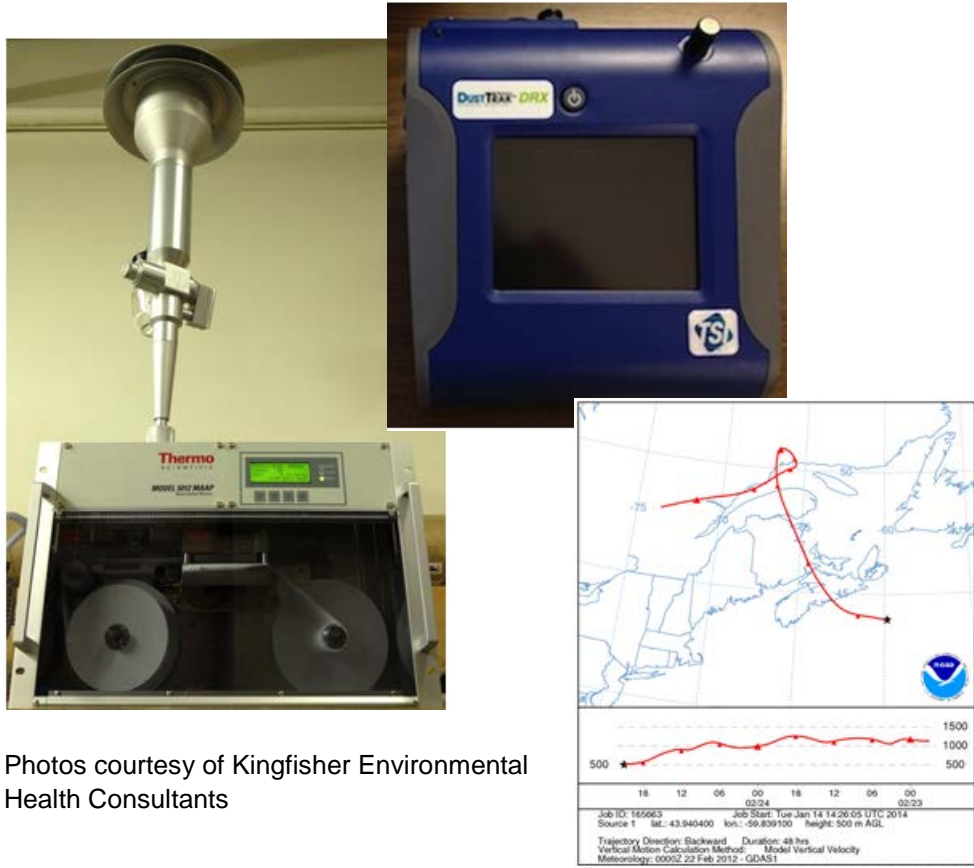 DUSTTRAK™ DRX
TSI
Thermo
SCIENTIFIC
MODEL 5012 MAAP
-75
50
-70
-65
-60
noaa
1500
1000
500
500
18 12 06 00 18 12 06 00
02/24 02/23
Job ID: 165663 Job Start: Tue Jan 14 14:26:05 UTC 2014
Source 1 lat.: 43.940400 lon.: -59.839100 height: 500 m AGL
Trajectory Direction: Backward Duration: 48 hrs
Vertical Motion Calculation Method: Model Vertical Velocity
Meteorology: 0000Z 22 Feb 2012 - GDAS1
Photos courtesy of Kingfisher Environmental
Health Consultants